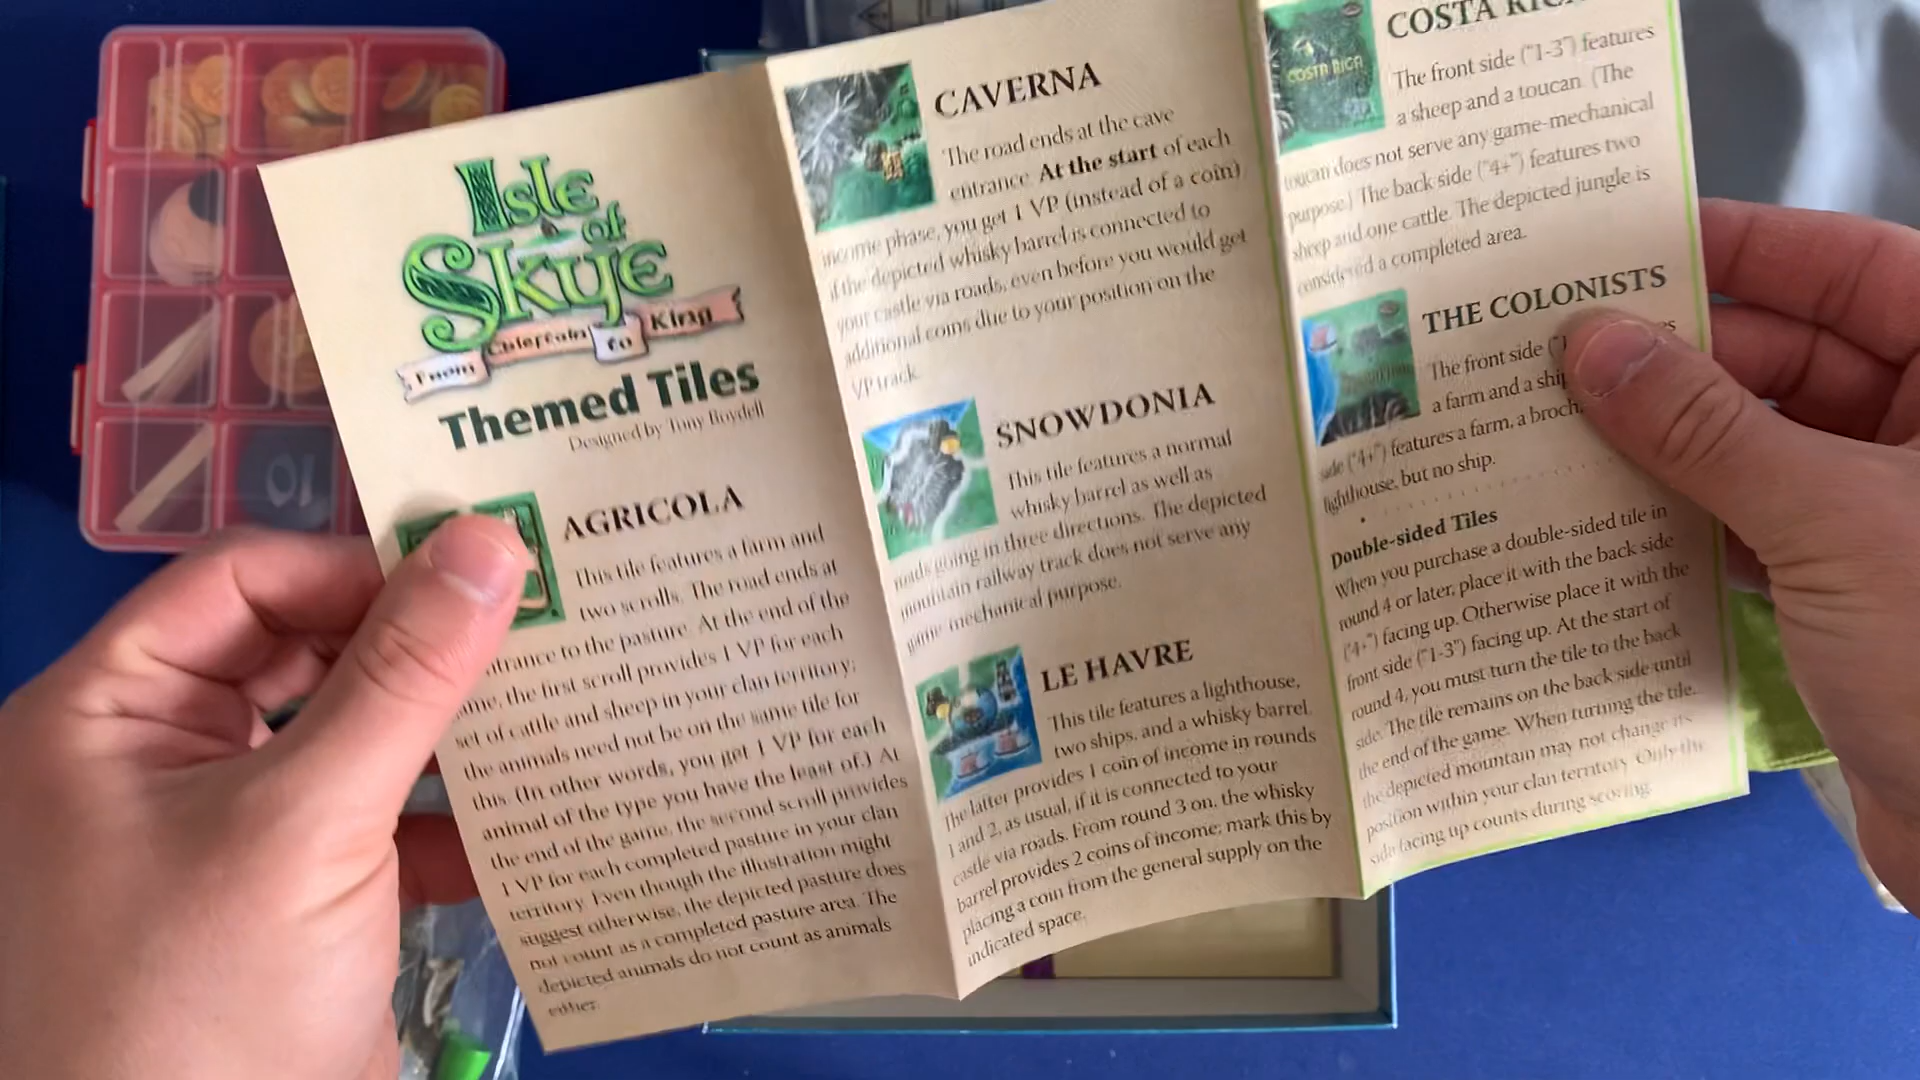 Isle
of
Skye
From Chieftain to King
Themed Tiles
Designed by Tony Boydell
AGRICOLA
This tile features a farm and
two scrolls. The road ends at
entrance to the pasture. At the end of the
game, the first scroll provides 1 VP for each
set of cattle and sheep in your clan territory;
the animals need not be on the same tile for
this. (In other words, you get 1 VP for each
animal of the type you have the least of.) At
the end of the game, the second scroll provides
1 VP for each completed pasture in your clan
territory. Even though the illustration might
suggest otherwise, the depicted pasture does
not count as a completed pasture area. The
depicted animals do not count as animals
either.
CAVERNA
The road ends at the cave
entrance. At the start of each
income phase, you get 1 VP (instead of a coin)
if the depicted whisky barrel is connected to
your castle via roads, even before you would get
additional coins due to your position on the
VP track.
SNOWDONIA
This tile features a normal
whisky barrel as well as
roads going in three directions. The depicted
mountain railway track does not serve any
game-mechanical purpose.
LE HAVRE
This tile features a lighthouse,
two ships, and a whisky barrel.
The latter provides 1 coin of income in rounds
1 and 2, as usual, if it is connected to your
castle via roads. From round 3 on, the whisky
barrel provides 2 coins of income; mark this by
placing a coin from the general supply on the
indicated space.
COSTA RICA
COSTA RICA
The front side ("1-3") features
a sheep and a toucan. (The
toucan does not serve any game-mechanical
purpose.) The back side ("4+") features two
sheep and one cattle. The depicted jungle is
considered a completed area.
THE COLONISTS
The front side ("1
a farm and a ship
side ("4+") features a farm, a broch,
lighthouse, but no ship.
Double-sided Tiles
When you purchase a double-sided tile in
round 4 or later, place it with the back side
("4+") facing up. Otherwise place it with the
front side ("1-3") facing up. At the start of
round 4, you must turn the tile to the back
side. The tile remains on the back side until
the end of the game. When turning the tile,
the depicted mountain may not change its
position within your clan territory. Only the
side facing up counts during scoring.
10